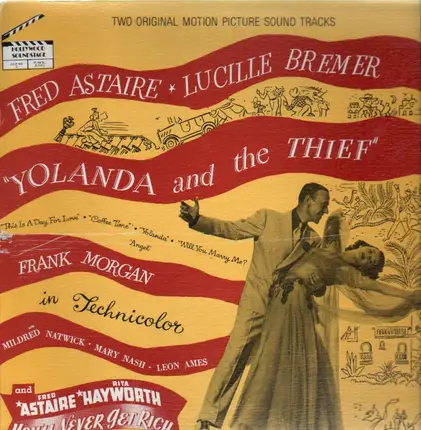 TWO ORIGINAL MOTION PICTURE SOUND TRACKS
HOLLYWOOD
SOUNDSTAGE
FRED ASTAIRE ★ LUCILLE BREMER
"YOLANDA and the THIEF"
"This Is A Day For Love" • "Coffee Time" • "Yolanda" • "Will You Marry Me?"
"Angel"
FRANK MORGAN
in Technicolor
with
MILDRED NATWICK • MARY NASH • LEON AMES
and
FRED RITA
★ASTAIRE★HAYWORTH
YOU'LL NEVER GET RICH